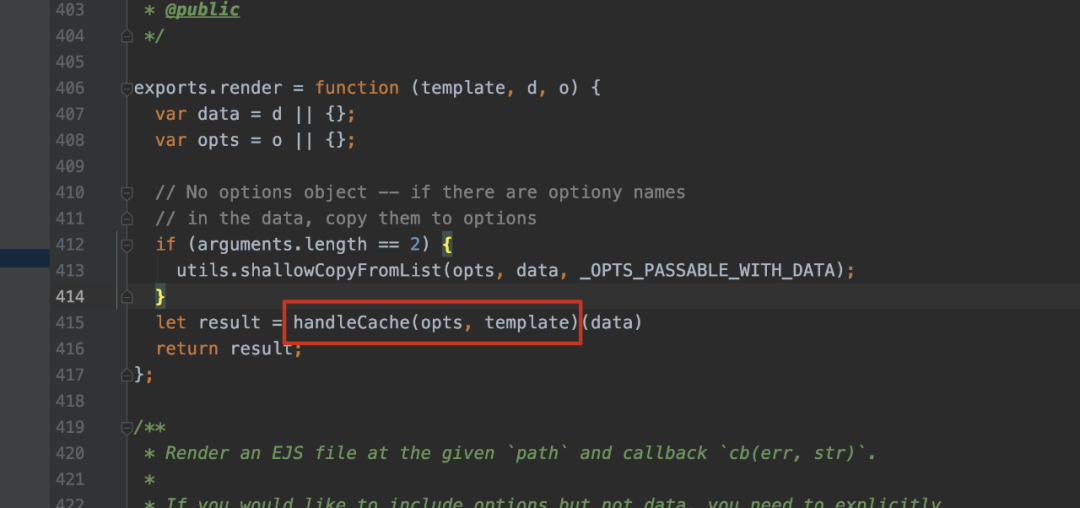 403 * @public
404 */
405
406 exports.render = function (template, d, o) {
407 var data = d || {};
408 var opts = o || {};
409
410 // No options object -- if there are optiony names
411 // in the data, copy them to options
412 if (arguments.length == 2) {
413 utils.shallowCopyFromList(opts, data, _OPTS_PASSABLE_WITH_DATA);
414 }
415 let result = handleCache(opts, template)(data)
416 return result;
417 };
418
419 /**
420 * Render an EJS file at the given `path` and callback `cb(err, str)`.
421 *
422 * If you would like to include options but not data, you need to explicitly